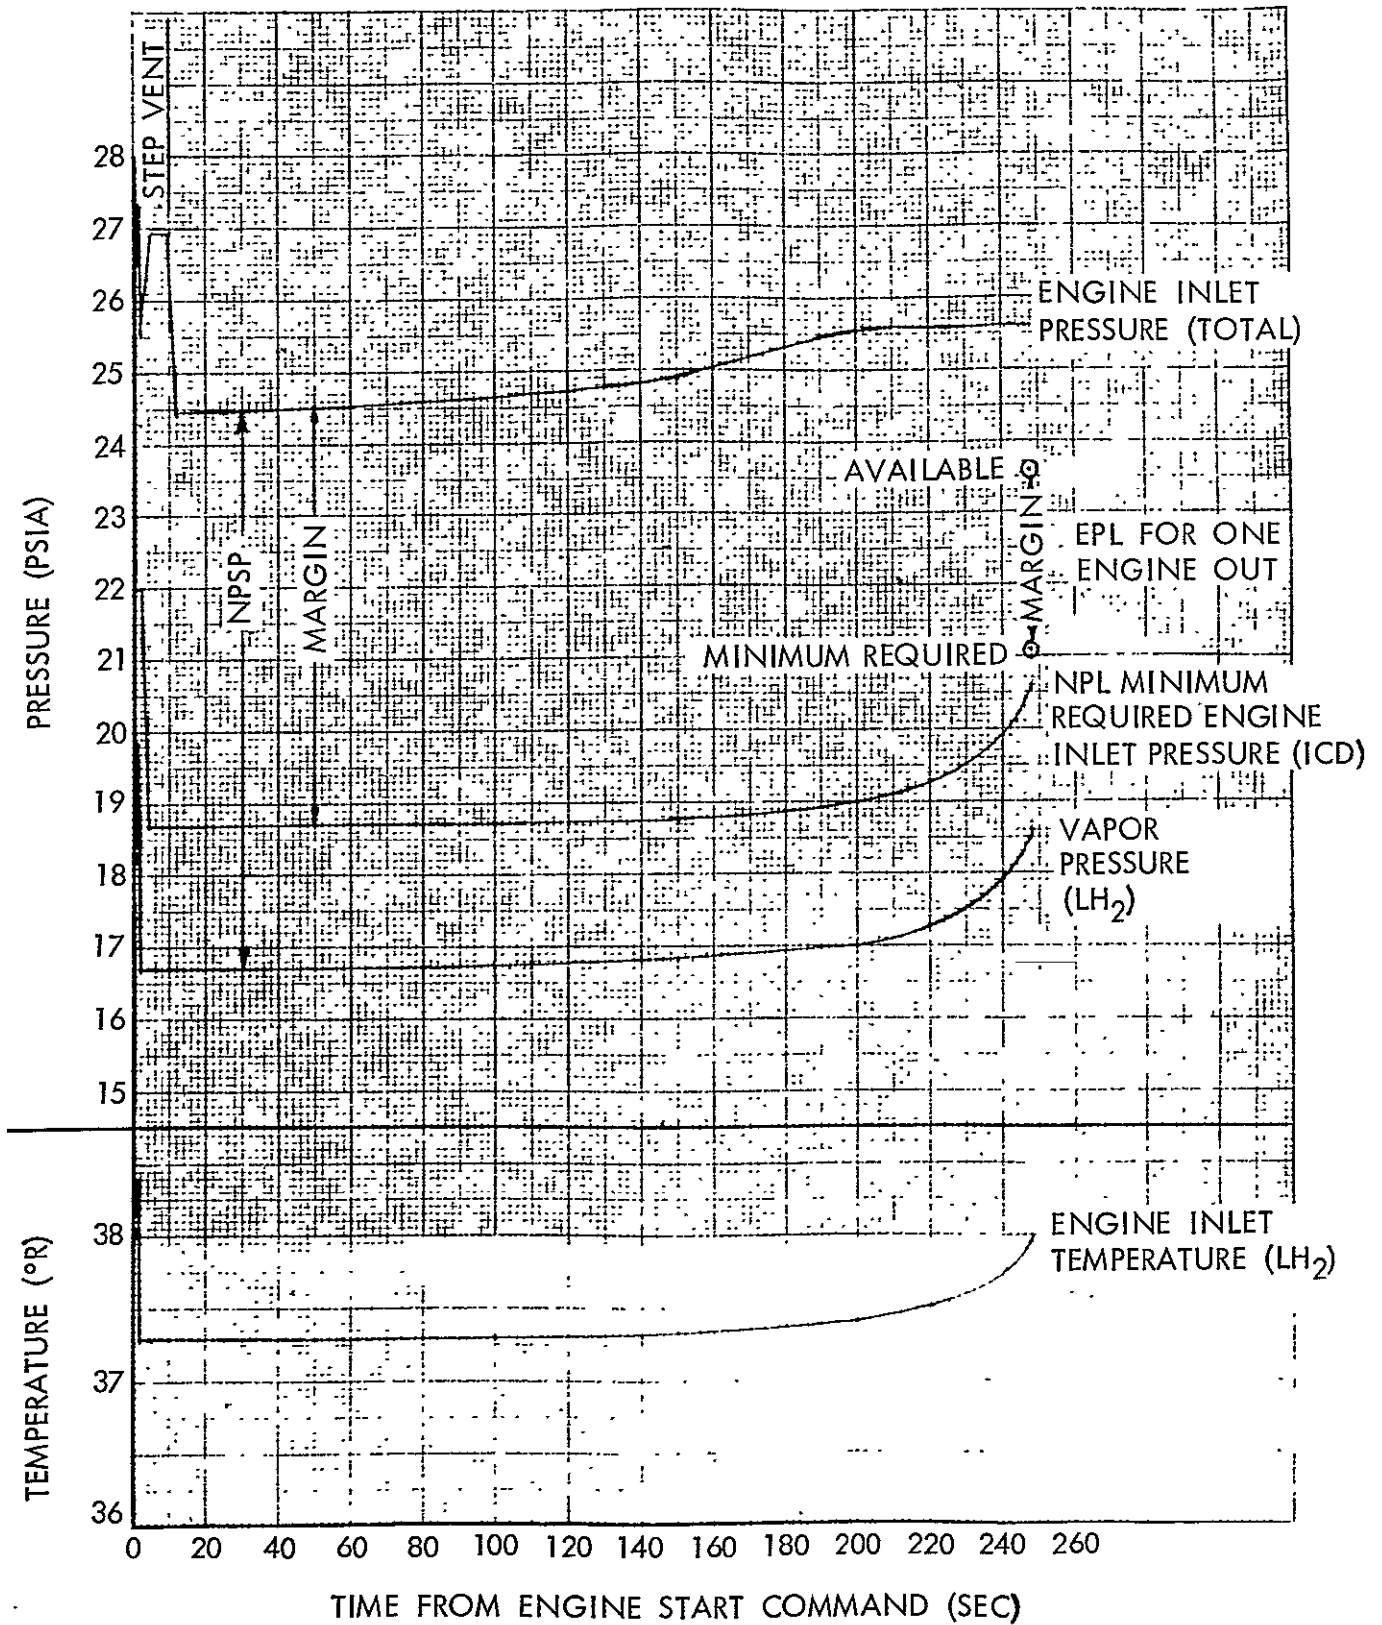 STEP VENT
28
27
26
25
24
23
22
21
20
19
18
17
16
15
PRESSURE (PSIA)
ENGINE INLET
PRESSURE (TOTAL)
AVAILABLE
MARGIN
EPL FOR ONE
ENGINE OUT
NPSP
MARGIN
MINIMUM REQUIRED
NPL MINIMUM
REQUIRED ENGINE
INLET PRESSURE (ICD)
VAPOR
PRESSURE
(LH2)
38
37
36
TEMPERATURE (°R)
ENGINE INLET
TEMPERATURE (LH2)
0 20 40 60 80 100 120 140 160 180 200 220 240 260
TIME FROM ENGINE START COMMAND (SEC)